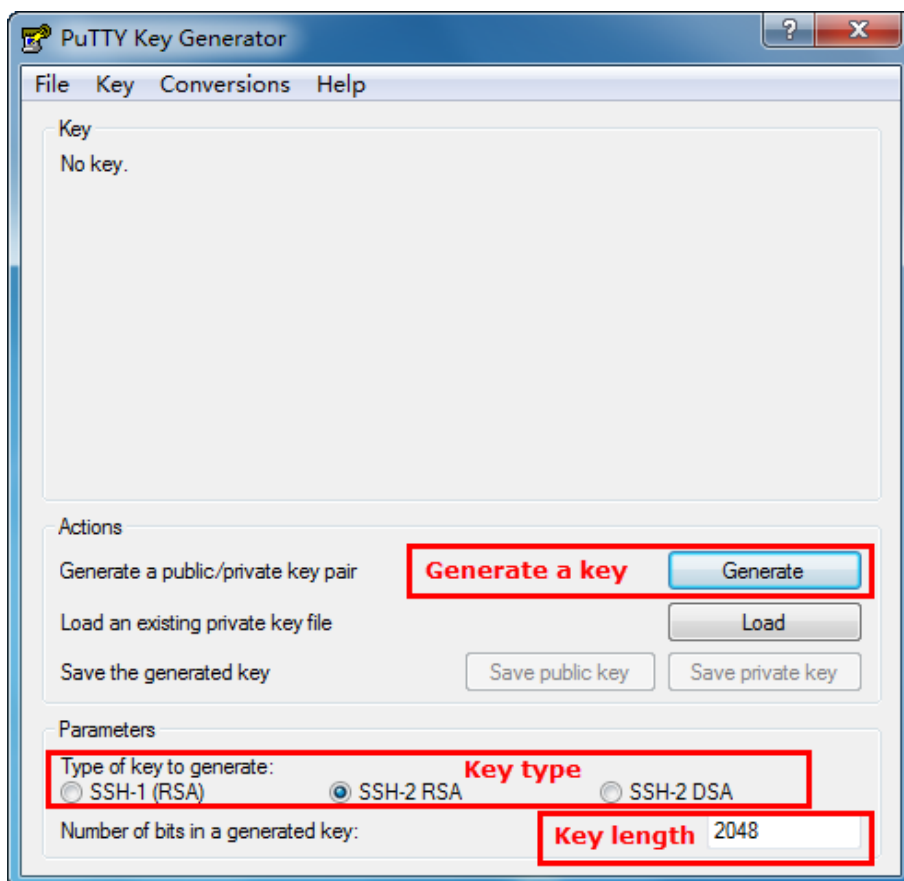 PuTTY Key Generator
?
X
File Key Conversions Help
Key
No key.
Actions
Generate a public/private key pair Generate a key Generate
Load an existing private key file Load
Save the generated key Save public key Save private key
Parameters
Type of key to generate: Key type
SSH-1 (RSA) SSH-2 RSA SSH-2 DSA
Number of bits in a generated key: Key length 2048